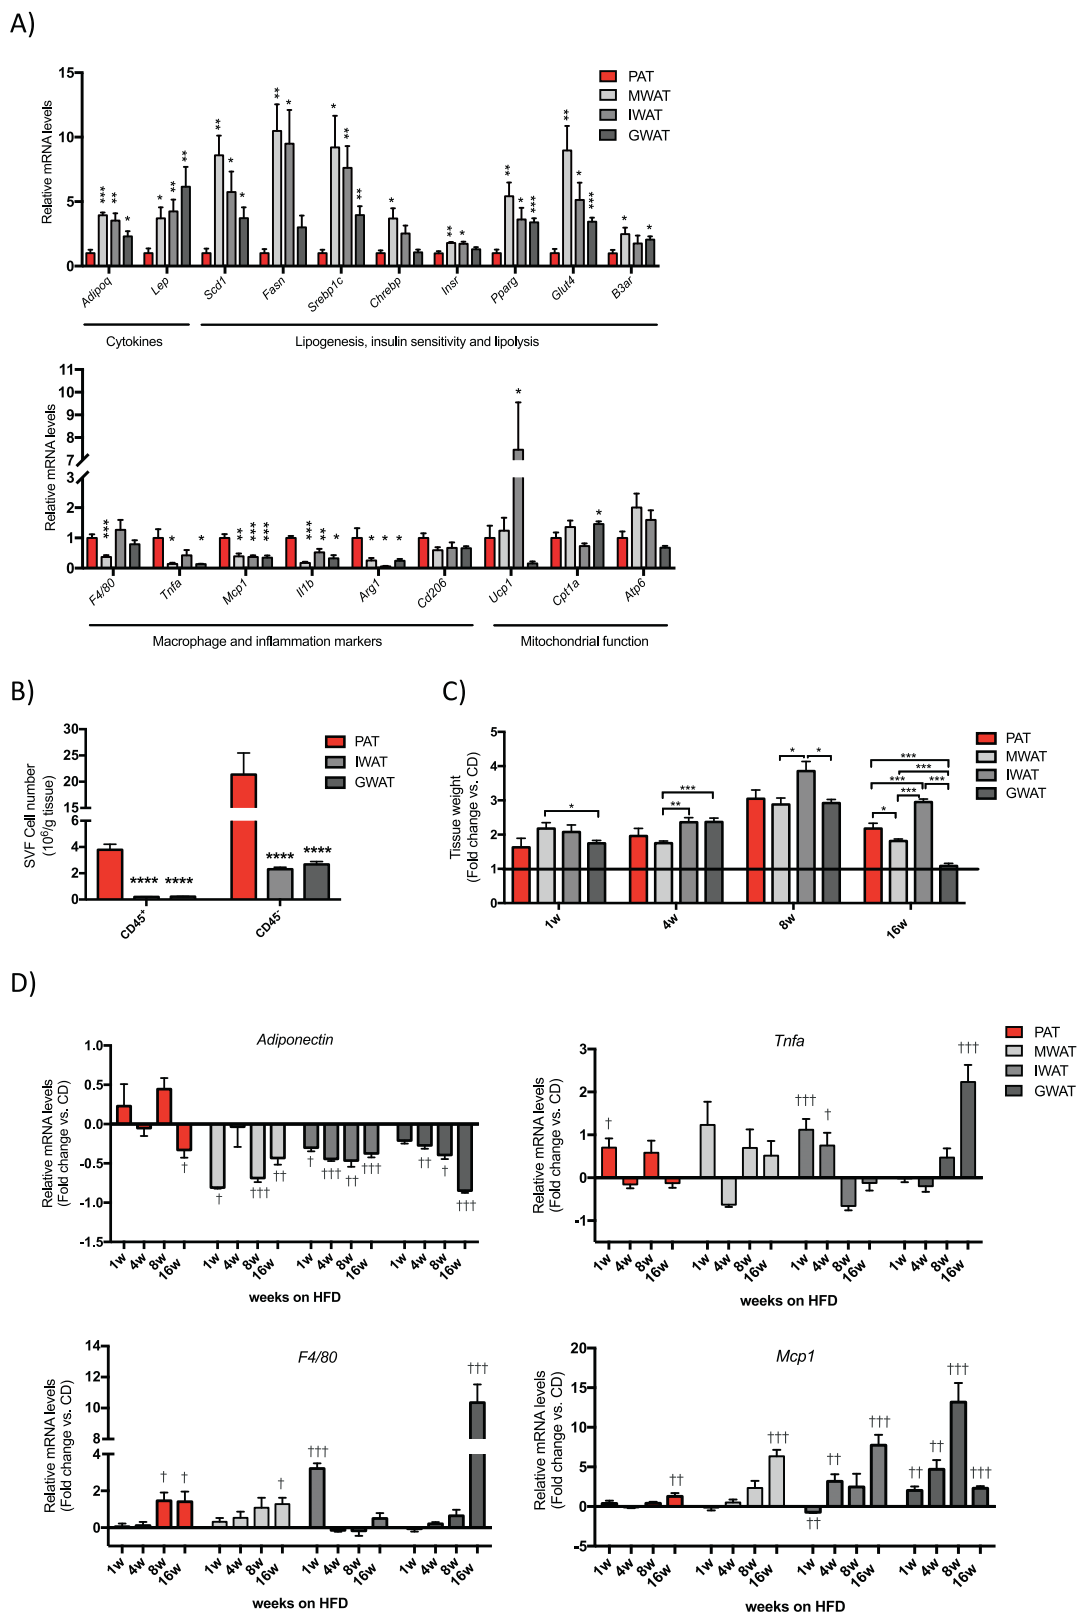 A)
15
10
5
0
Relative mRNA levels
PAT
MWAT
IWAT
GWAT
*** ** *
* ** **
** * *
** *
* ** **
*
** *
** * ***
** * ***
* *
Adipoq Lep Scd1 Fasn Srebp1c Chrebp Insr Pparg Glut4 B3ar
Cytokines
Lipogenesis, insulin sensitivity and lipolysis
11
10
9
8
7
3
2
1
0
Relative mRNA levels
***
* *
** *** ***
*** ** *
* * *
*
*
F4/80 Tnfa Mcp1 Il1b Arg1 Cd206 Ucp1 Cpt1a Atp6
Macrophage and inflammation markers
Mitochondrial function
B)
30
25
20
15
4
2
0
SVF Cell number
(10⁶/g tissue)
PAT
IWAT
GWAT
**** ****
**** ****
CD45⁺ CD45⁻
C)
5
4
3
2
1
0
Tissue weight
(Fold change vs. CD)
PAT
MWAT
IWAT
GWAT
*
***
**
* *
***
***
*** ***
* ***
1w 4w 8w 16w
D)
Adiponectin
1.0
0.5
0.0
-0.5
-1.0
-1.5
Relative mRNA levels
(Fold change vs. CD)
†
† ††† ††
† ††† †† †††
†† † †††
1w 4w 8w 16w 1w 4w 8w 16w 1w 4w 8w 16w 1w 4w 8w 16w
weeks on HFD
Tnfa
3
2
1
0
-1
Relative mRNA levels
(Fold change vs. CD)
PAT
MWAT
IWAT
GWAT
†
††† †
†††
1w 4w 8w 16w 1w 4w 8w 16w 1w 4w 8w 16w 1w 4w 8w 16w
weeks on HFD
F4/80
14
12
10
8
4
2
0
Relative mRNA levels
(Fold change vs. CD)
† †
†
†††
†††
1w 4w 8w 16w 1w 4w 8w 16w 1w 4w 8w 16w 1w 4w 8w 16w
weeks on HFD
Mcp1
20
15
10
5
0
-5
Relative mRNA levels
(Fold change vs. CD)
††
†††
†† †† †††
†† †† ††† †††
1w 4w 8w 16w 1w 4w 8w 16w 1w 4w 8w 16w 1w 4w 8w 16w
weeks on HFD